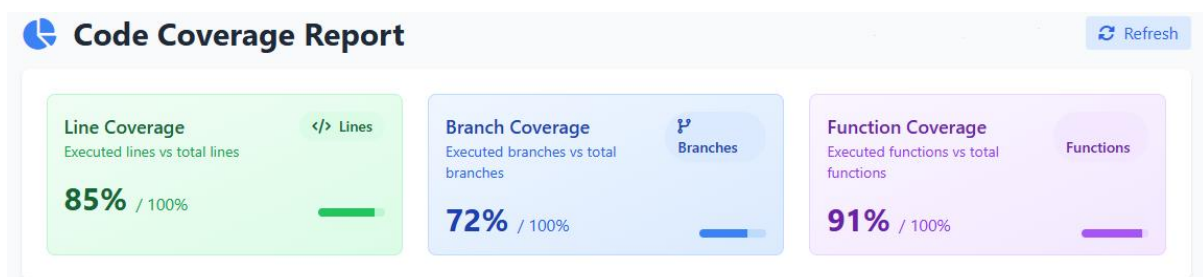 Code Coverage Report
Refresh
Line Coverage
</> Lines
Executed lines vs total lines
85% / 100%
Branch Coverage
Branches
Executed branches vs total
branches
72% / 100%
Function Coverage
Functions
Executed functions vs total
functions
91% / 100%